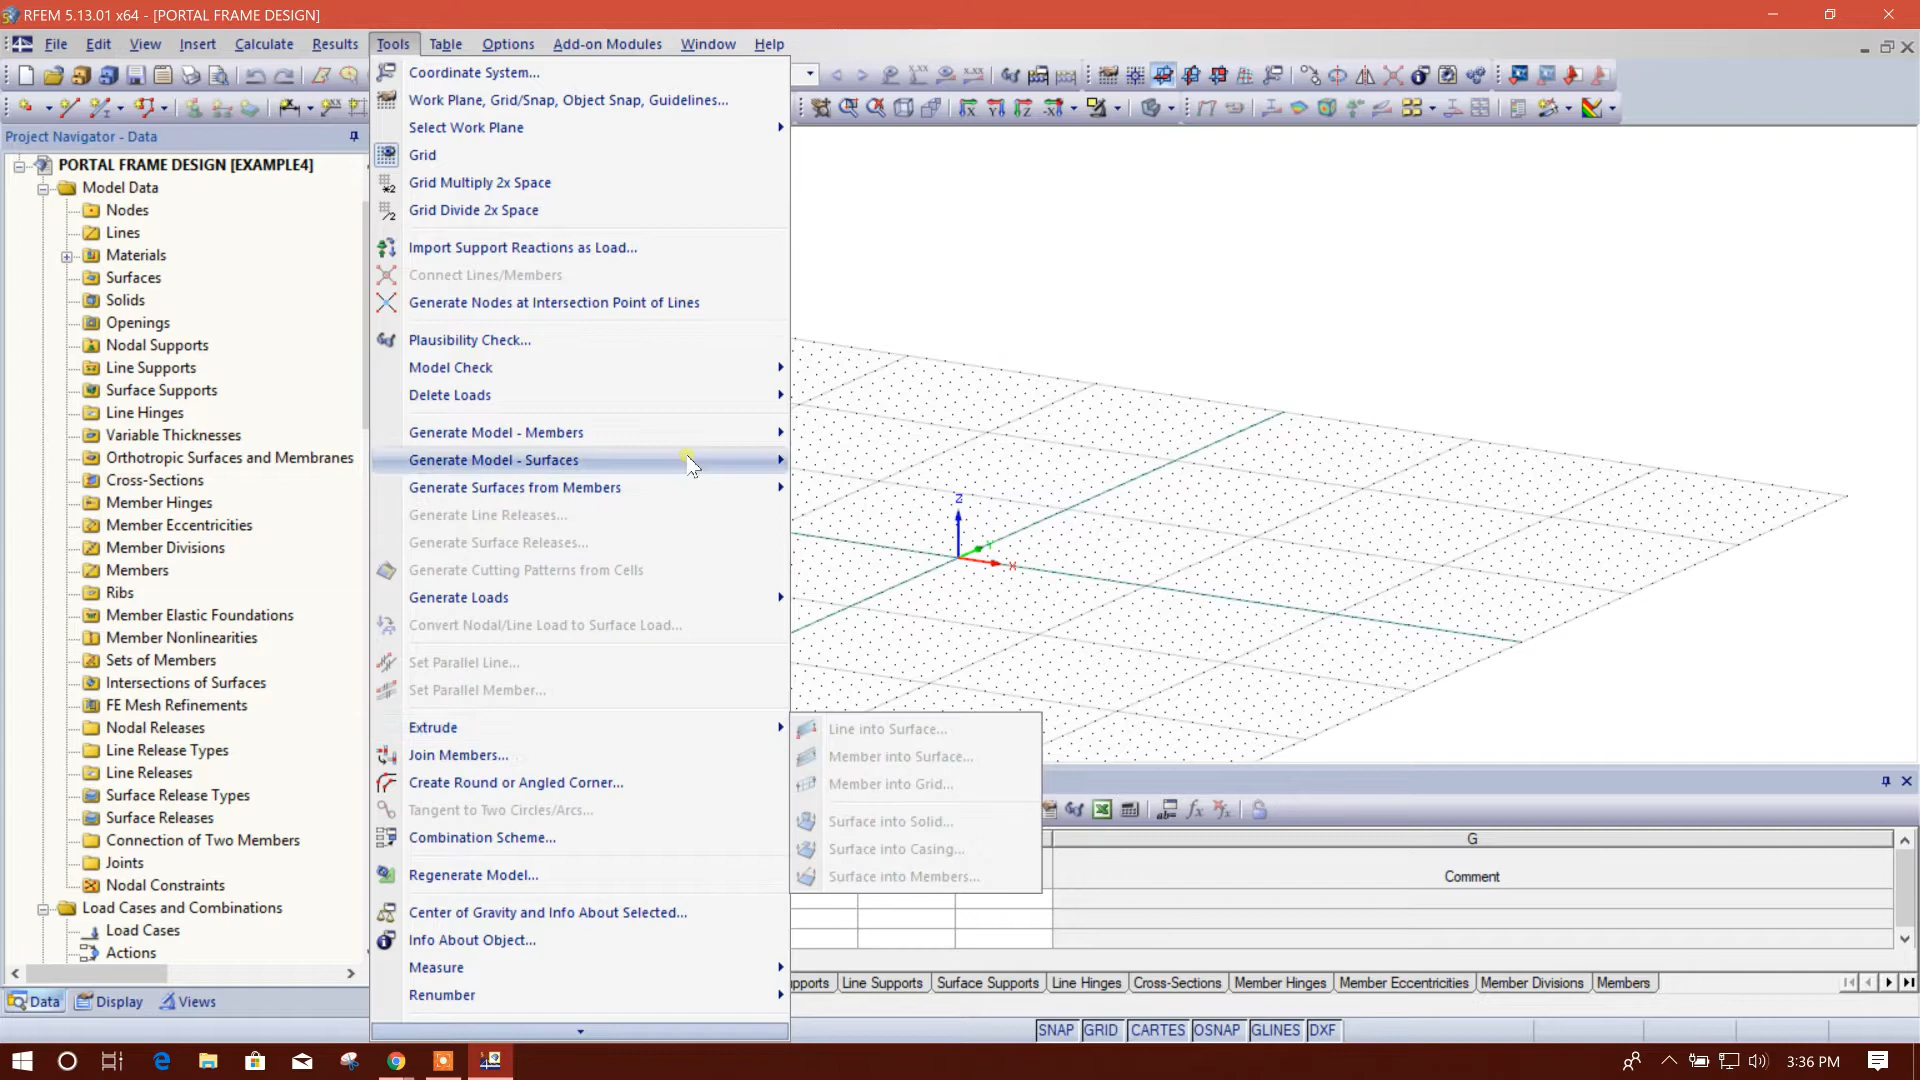 RFEM 5.13.01 x64 - [PORTAL FRAME DESIGN]
File Edit View Insert Calculate Results Tools Table Options Add-on Modules Window Help
Project Navigator - Data
PORTAL FRAME DESIGN [EXAMPLE4]
Model Data
Nodes
Lines
Materials
Surfaces
Solids
Openings
Nodal Supports
Line Supports
Surface Supports
Line Hinges
Variable Thicknesses
Orthotropic Surfaces and Membranes
Cross-Sections
Member Hinges
Member Eccentricities
Member Divisions
Members
Ribs
Member Elastic Foundations
Member Nonlinearities
Sets of Members
Intersections of Surfaces
FE Mesh Refinements
Nodal Releases
Line Release Types
Line Releases
Surface Release Types
Surface Releases
Connection of Two Members
Joints
Nodal Constraints
Load Cases and Combinations
Load Cases
Actions
Data Display Views
Coordinate System...
Work Plane, Grid/Snap, Object Snap, Guidelines...
Select Work Plane
Grid
Grid Multiply 2x Space
Grid Divide 2x Space
Import Support Reactions as Load...
Connect Lines/Members
Generate Nodes at Intersection Point of Lines
Plausibility Check...
Model Check
Delete Loads
Generate Model - Members
Generate Model - Surfaces
Generate Surfaces from Members
Generate Line Releases...
Generate Surface Releases...
Generate Cutting Patterns from Cells
Generate Loads
Convert Nodal/Line Load to Surface Load...
Set Parallel Line...
Set Parallel Member...
Extrude
Join Members...
Create Round or Angled Corner...
Tangent to Two Circles/Arcs...
Combination Scheme...
Regenerate Model...
Center of Gravity and Info About Selected...
Info About Object...
Measure
Renumber
Line into Surface...
Member into Surface...
Member into Grid...
Surface into Solid...
Surface into Casing...
Surface into Members...
Z
X
G
Comment
pports Line Supports Surface Supports Line Hinges Cross-Sections Member Hinges Member Eccentricities Member Divisions Members
SNAP GRID CARTES OSNAP GLINES DXF
3:36 PM